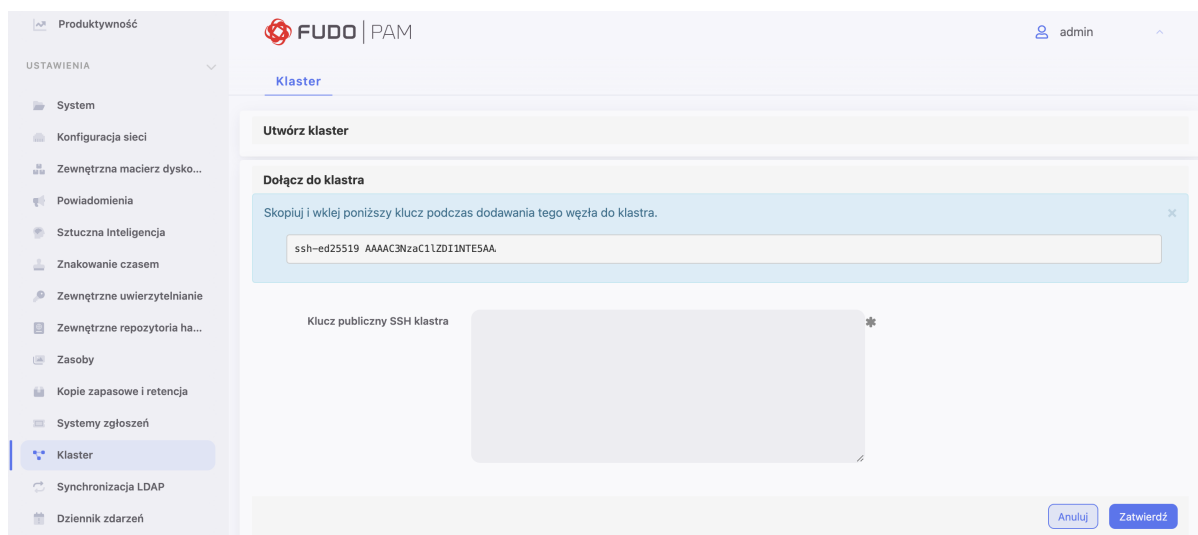 Produktywność
USTAWIENIA
System
Konfiguracja sieci
Zewnętrzna macierz dysko...
Powiadomienia
Sztuczna Inteligencja
Znakowanie czasem
Zewnętrzne uwierzytelnianie
Zewnętrzne repozytoria ha...
Zasoby
Kopie zapasowe i retencja
Systemy zgłoszeń
Klaster
Synchronizacja LDAP
Dziennik zdarzeń
FUDO | PAM
admin
Klaster
Utwórz klaster
Dołącz do klastra
Skopiuj i wklej poniższy klucz podczas dodawania tego węzła do klastra.
ssh-ed25519 AAAAC3NzaC1lZDI1NTE5AA
Klucz publiczny SSH klastra
Anuluj
Zatwierdź